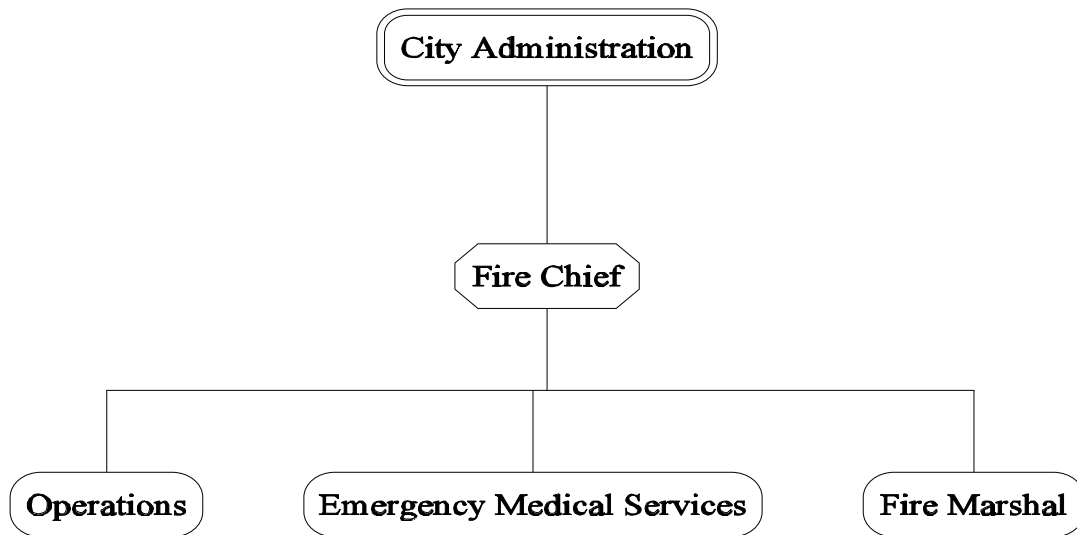 City Administration
Fire Chief
Operations
Emergency Medical Services
Fire Marshal